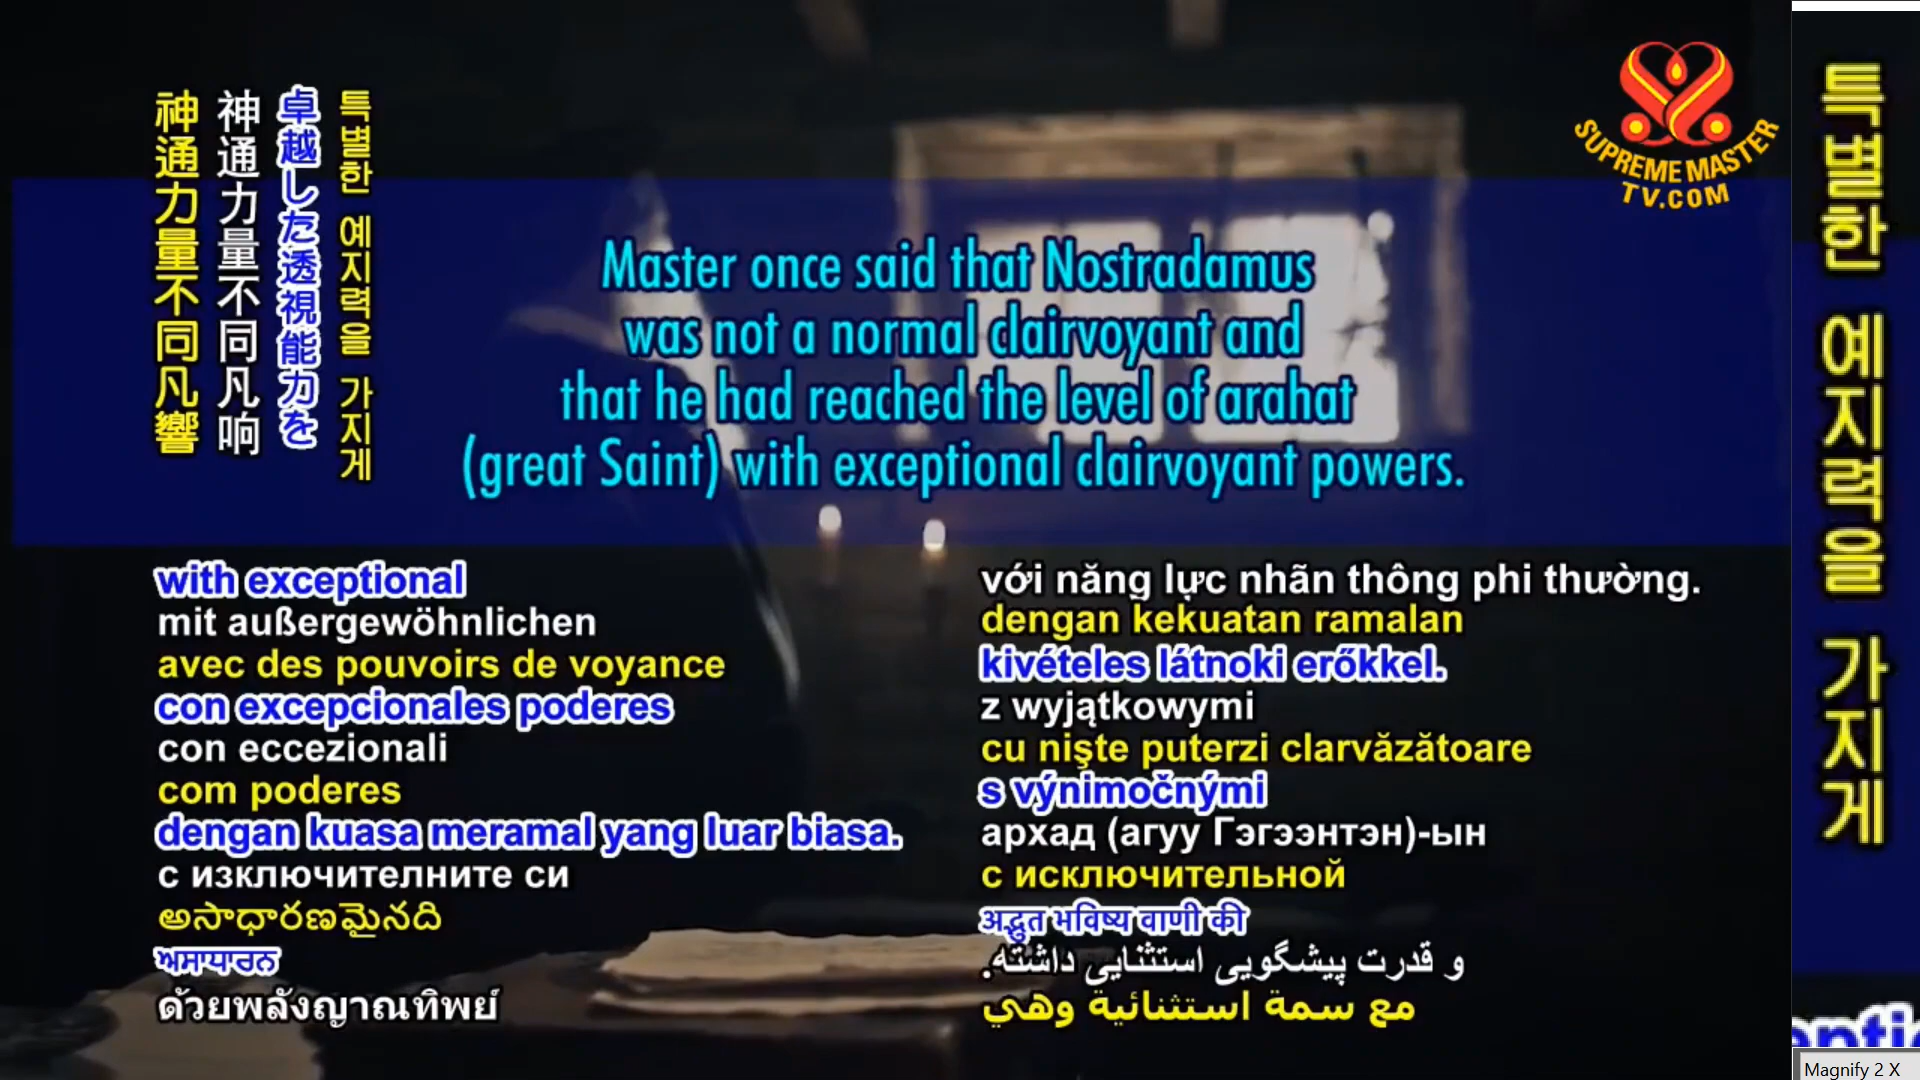 神通力量不同凡響
神通力量不同凡响
卓越した透視能力を
특별한 예지력을 가지게
SUPREME MASTER
TV.COM
Master once said that Nostradamus
was not a normal clairvoyant and
that he had reached the level of arahat
(great Saint) with exceptional clairvoyant powers.
with exceptional
mit außergewöhnlichen
avec des pouvoirs de voyance
con excepcionales poderes
con eccezionali
com poderes
dengan kuasa meramal yang luar biasa.
с изключителните си
అసాధారణమైనది
ਅਸਾਧਾਰਨ
ด้วยพลังญาณทิพย์
với năng lực nhãn thông phi thường.
dengan kekuatan ramalan
kivételes látnoki erőkkel.
z wyjątkowymi
cu nişte puterzi clarvăzătoare
s výnimočnými
архад (агуу Гэгээнтэн)-ын
с исключительной
अद्भुत भविष्य वाणी की
و قدرت پیشگویی استثنایی داشته.
مع سمة استثنائية وهي
특별한 예지력을 가지게
eptic
Magnify 2 X